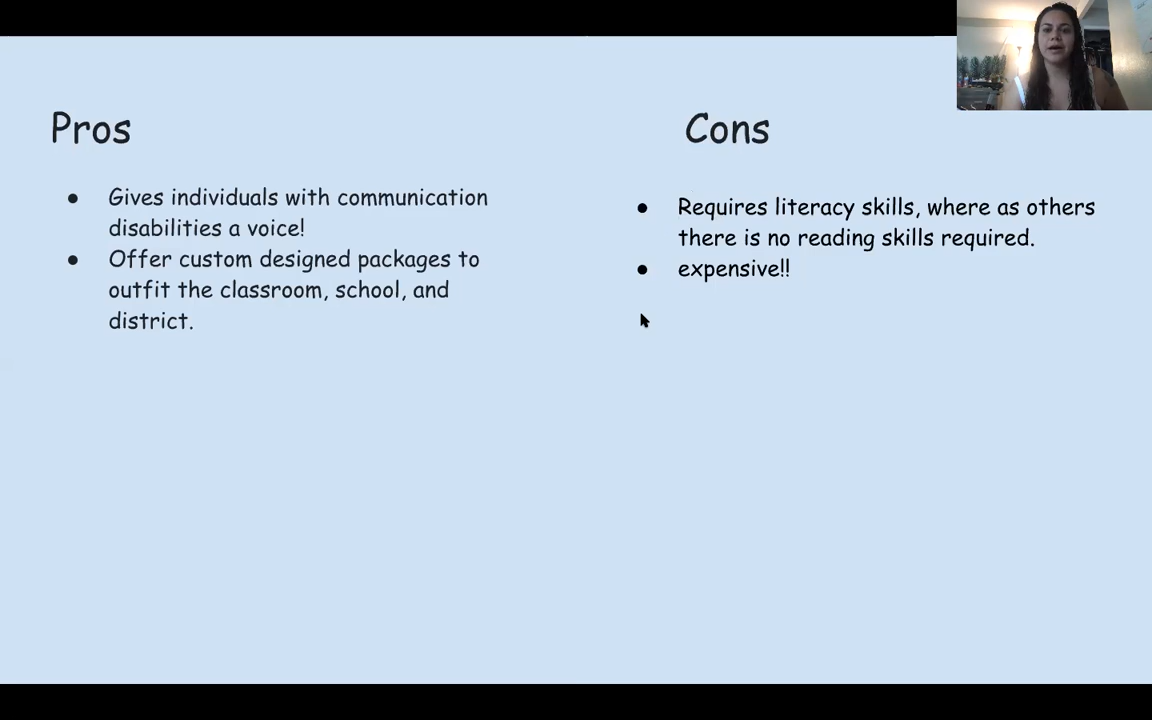 Pros
● Gives individuals with communication
disabilities a voice!
● Offer custom designed packages to
outfit the classroom, school, and
district.
Cons
● Requires literacy skills, where as others
there is no reading skills required.
● expensive!!